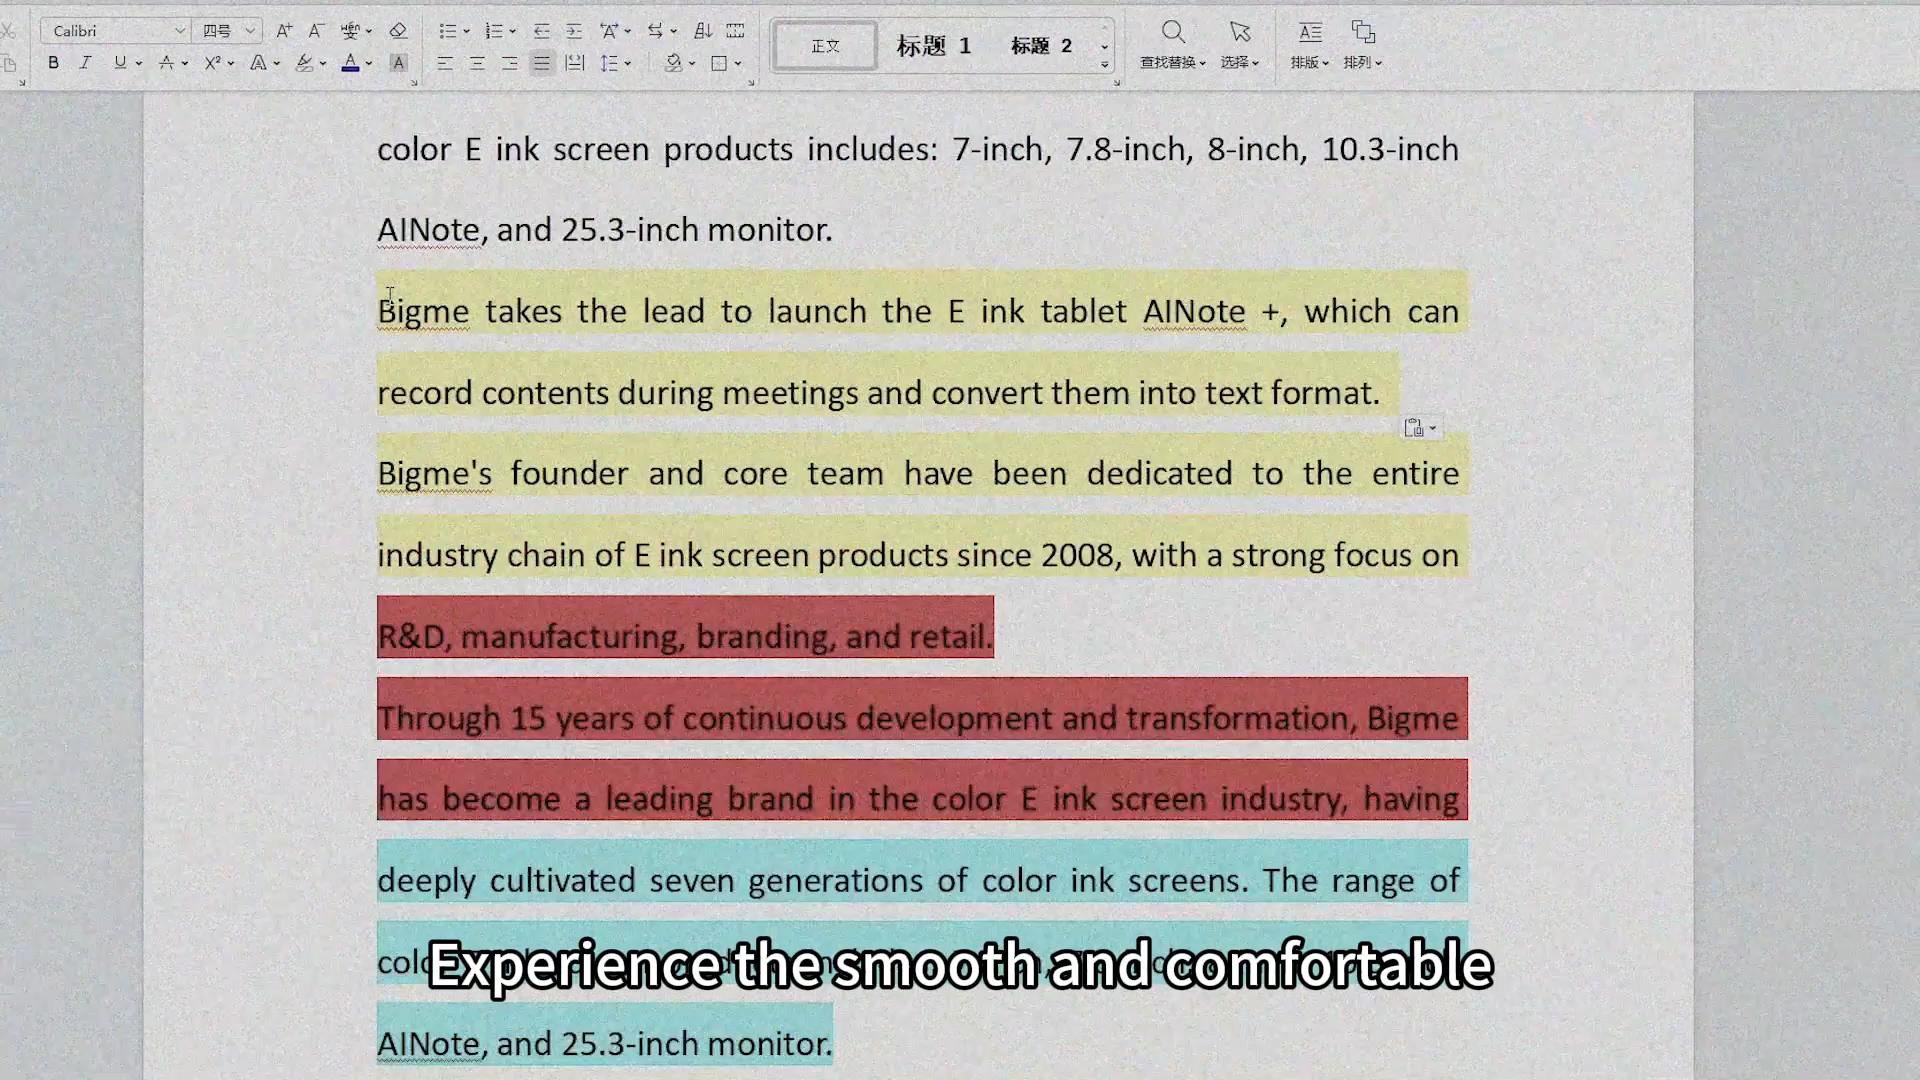 Calibri
四号
正文
标题 1
标题 2
查找替换
选择
排版
排列
color E ink screen products includes: 7-inch, 7.8-inch, 8-inch, 10.3-inch
AINote, and 25.3-inch monitor.
Bigme takes the lead to launch the E ink tablet AINote +, which can
record contents during meetings and convert them into text format.
Bigme's founder and core team have been dedicated to the entire
industry chain of E ink screen products since 2008, with a strong focus on
R&D, manufacturing, branding, and retail.
Through 15 years of continuous development and transformation, Bigme
has become a leading brand in the color E ink screen industry, having
deeply cultivated seven generations of color ink screens. The range of
Experience the smooth and comfortable
AINote, and 25.3-inch monitor.